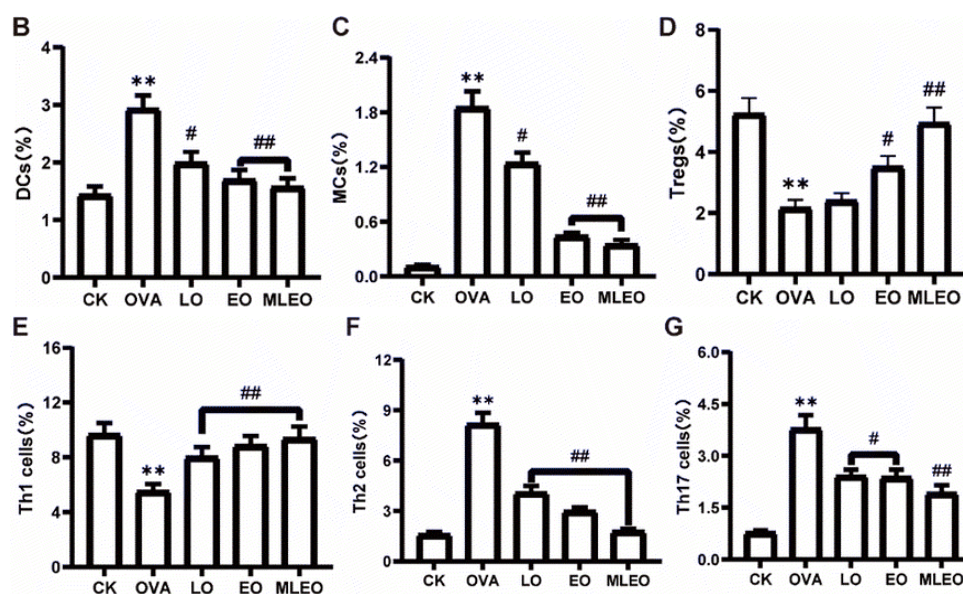 B
DCs(%)
4
3
2
1
0
**
#
##
CK OVA LO EO MLEO
C
MCs(%)
2.4
1.8
1.2
0.6
0.0
**
#
##
CK OVA LO EO MLEO
D
Tregs(%)
8
6
4
2
0
**
#
##
CK OVA LO EO MLEO
E
Th1 cells(%)
16
12
8
4
0
**
##
CK OVA LO EO MLEO
F
Th2 cells(%)
12
9
6
3
0
**
##
CK OVA LO EO MLEO
G
Th17 cells(%)
6.0
4.5
3.0
1.5
0.0
**
#
##
CK OVA LO EO MLEO